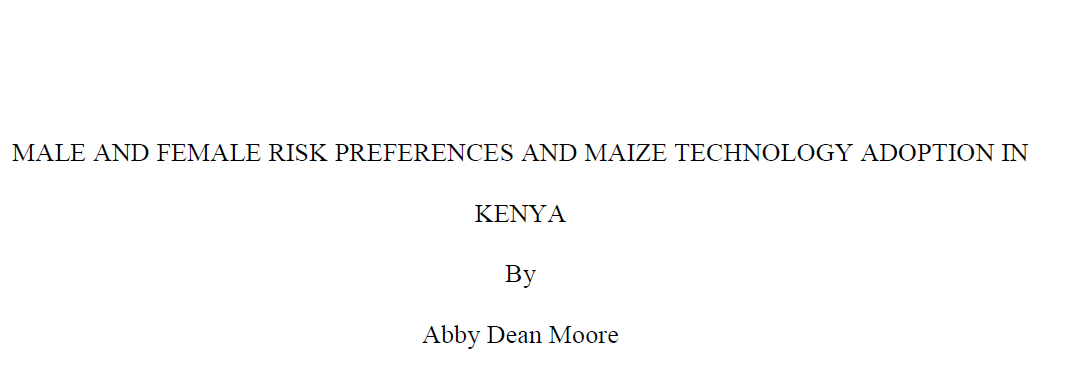 MALE AND FEMALE RISK PREFERENCES AND MAIZE TECHNOLOGY ADOPTION IN
KENYA
By
Abby Dean Moore